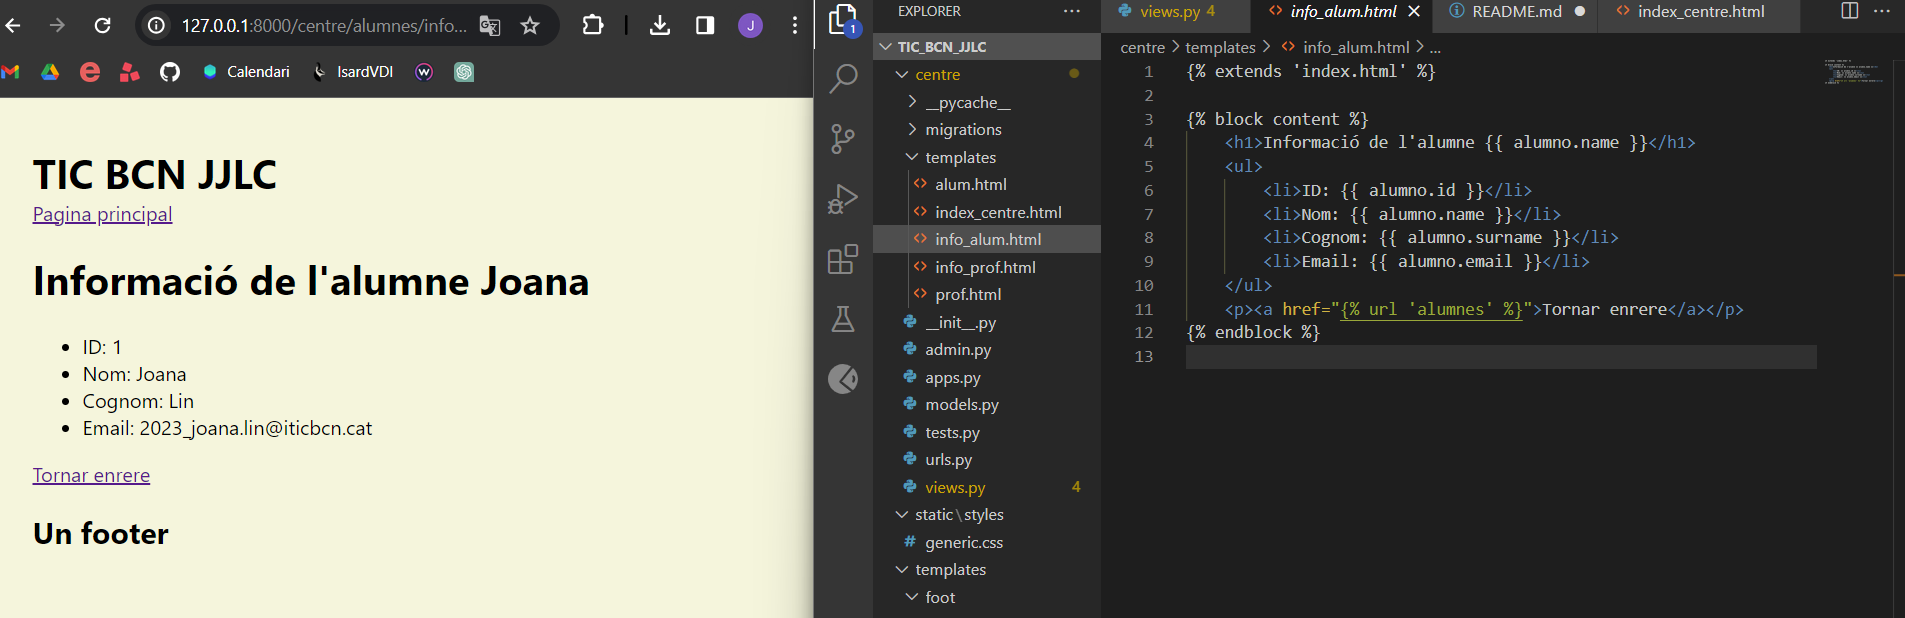 127.0.0.1:8000/centre/alumnes/info...
Calendari
IsardVDI
TIC BCN JJLC
Pagina principal
Informació de l'alumne Joana
ID: 1
Nom: Joana
Cognom: Lin
Email: 2023_joana.lin@iticbcn.cat
Tornar enrere
Un footer
J
1
EXPLORER
TIC_BCN_JJLC
centre
__pycache__
migrations
templates
alum.html
index_centre.html
info_alum.html
info_prof.html
prof.html
__init__.py
admin.py
apps.py
models.py
tests.py
urls.py
views.py 4
static\styles
generic.css
templates
foot
views.py 4
info_alum.html
README.md
index_centre.html
centre > templates > info_alum.html > ...
1 {% extends 'index.html' %}
2
3 {% block content %}
4 <h1>Informació de l'alumne {{ alumno.name }}</h1>
5 <ul>
6 <li>ID: {{ alumno.id }}</li>
7 <li>Nom: {{ alumno.name }}</li>
8 <li>Cognom: {{ alumno.surname }}</li>
9 <li>Email: {{ alumno.email }}</li>
10 </ul>
11 <p><a href="{% url 'alumnes' %}">Tornar enrere</a></p>
12 {% endblock %}
13